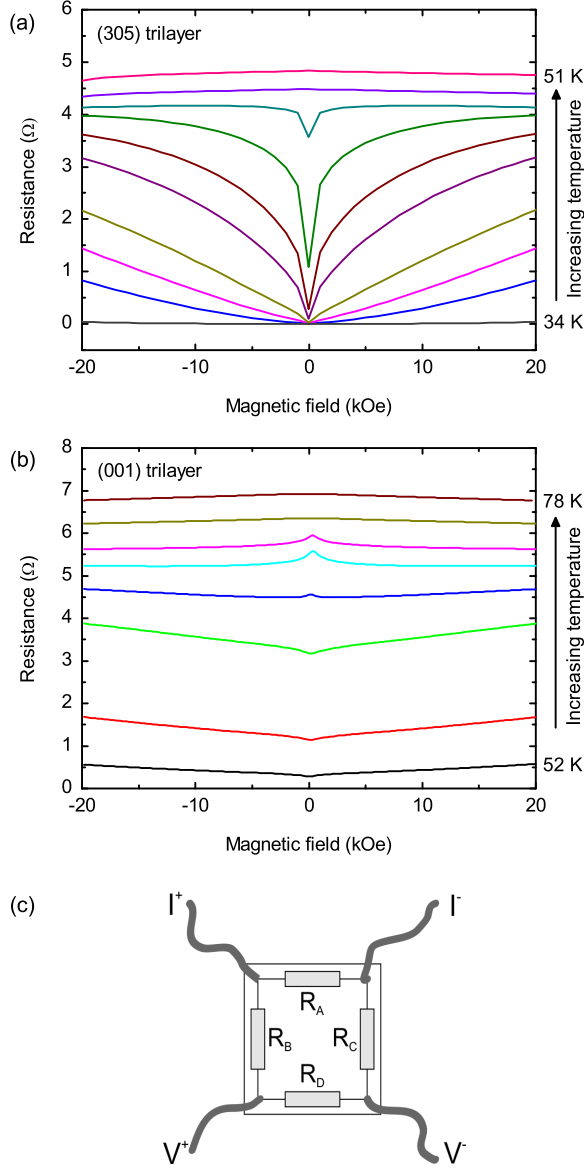 (a)
(305) trilayer
6
5
4
3
2
1
0
-20
-10
0
10
20
Resistance (Ω)
Magnetic field (kOe)
51 K
34 K
Increasing temperature
(b)
(001) trilayer
8
7
6
5
4
3
2
1
0
-20
-10
0
10
20
Resistance (Ω)
Magnetic field (kOe)
78 K
52 K
Increasing temperature
(c)
I+
I-
RA
RB
RC
RD
V+
V-